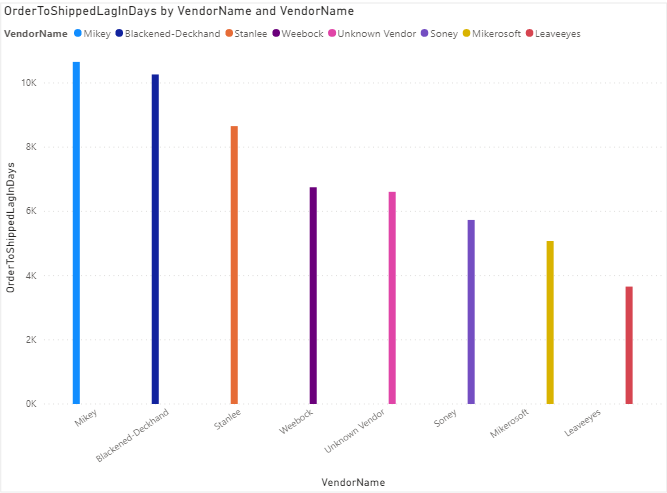 OrderToShippedLagInDays by VendorName and VendorName
VendorName Mikey Blackened-Deckhand Stanlee Weebock Unknown Vendor Soney Mikerosoft Leaveeyes
10K
8K
6K
4K
2K
0K
OrderToShippedLagInDays
Mikey
Blackened-Deckhand
Stanlee
Weebock
Unknown Vendor
Soney
Mikerosoft
Leaveeyes
VendorName